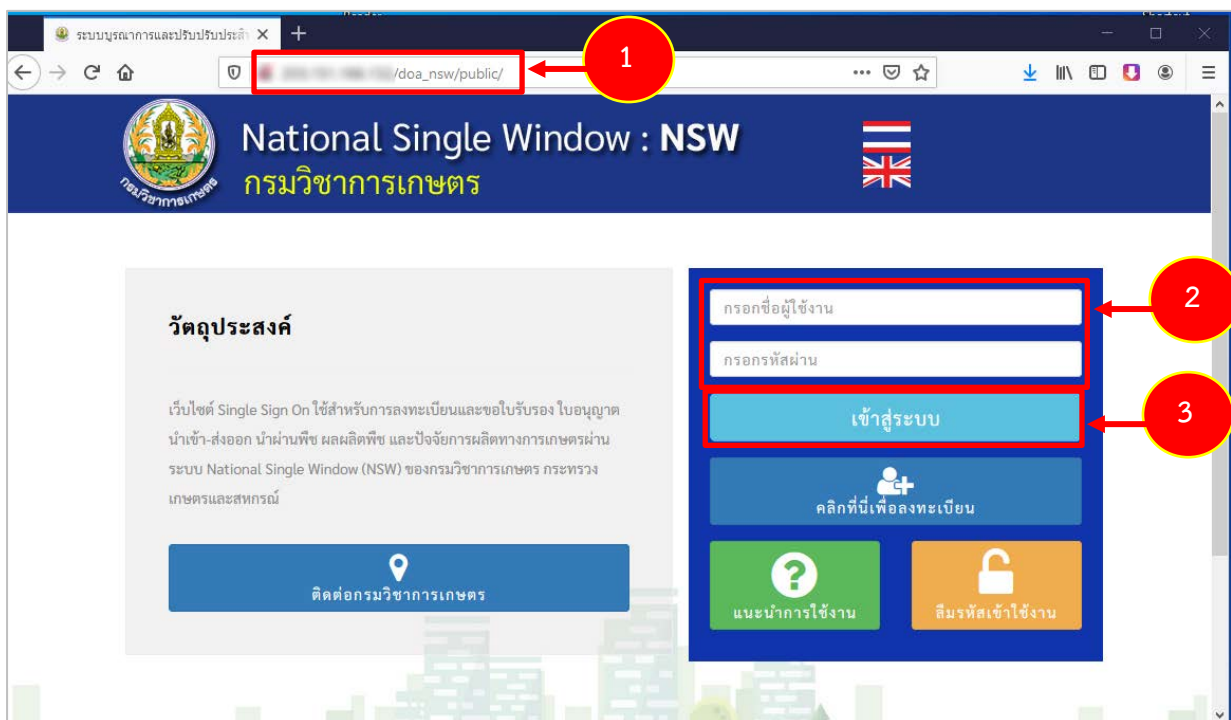 ระบบบูรณาการและปรับปรับประสิ
/doa_nsw/public/
1
National Single Window : NSW
กรมวิชาการเกษตร
กรมวิชาการเกษตร
วัตถุประสงค์
เว็บไซต์ Single Sign On ใช้สำหรับการลงทะเบียนและขอใบรับรอง ใบอนุญาต
นำเข้า-ส่งออก นำผ่านพืช ผลผลิตพืช และปัจจัยการผลิตทางการเกษตรผ่าน
ระบบ National Single Window (NSW) ของกรมวิชาการเกษตร กระทรวง
เกษตรและสหกรณ์
ติดต่อกรมวิชาการเกษตร
กรอกชื่อผู้ใช้งาน
2
กรอกรหัสผ่าน
เข้าสู่ระบบ
3
คลิกที่นี่เพื่อลงทะเบียน
แนะนำการใช้งาน
ลืมรหัสเข้าใช้งาน